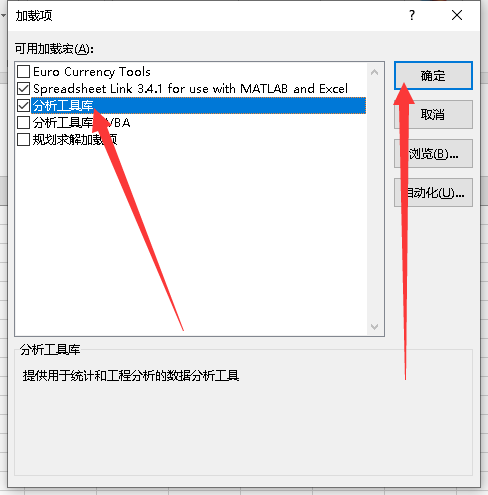 加载项
可用加载宏(A):
Euro Currency Tools
Spreadsheet Link 3.4.1 for use with MATLAB and Excel
分析工具库
分析工具库 VBA
规划求解加载项
确定
取消
浏览(B)...
自动化(U)...
分析工具库
提供用于统计和工程分析的数据分析工具